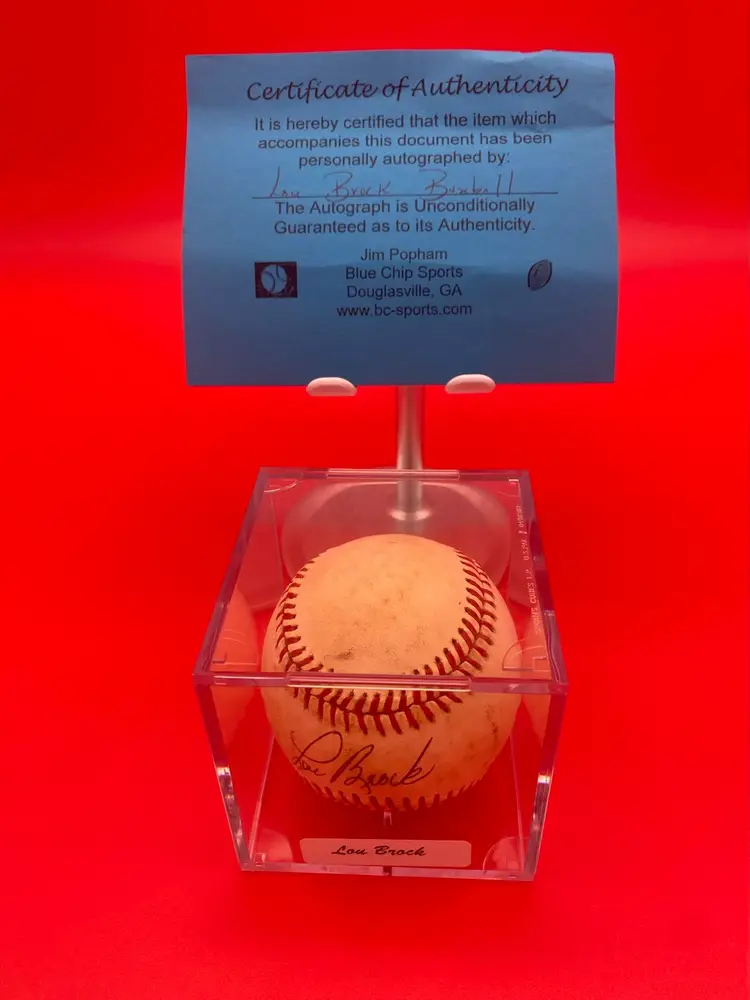 Certificate of Authenticity
It is hereby certified that the item which
accompanies this document has been
personally autographed by:
Lou Brock Baseball
The Autograph is Unconditionally
Guaranteed as to its Authenticity.
Jim Popham
Blue Chip Sports
Douglasville, GA
www.bc-sports.com
Lou Brock
Lou Brock